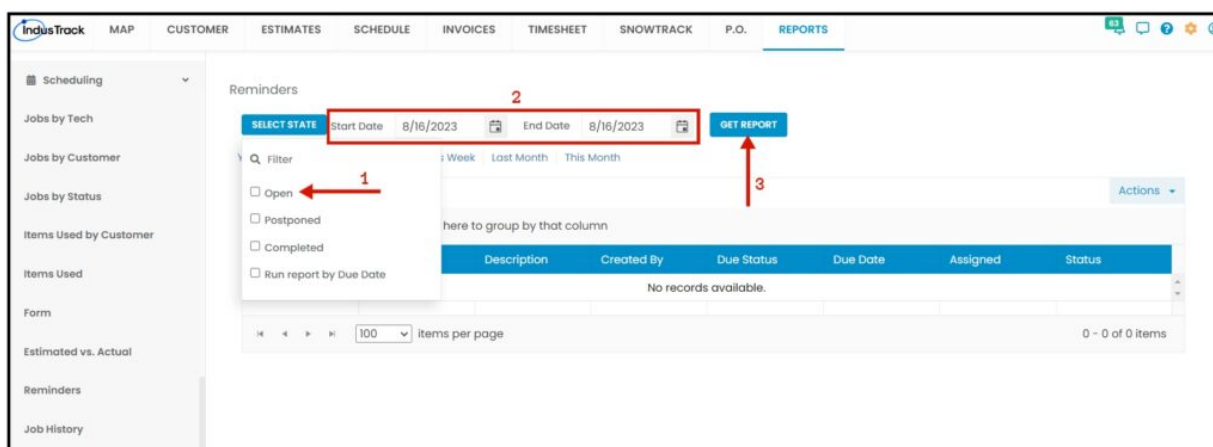 IndusTrack MAP CUSTOMER ESTIMATES SCHEDULE INVOICES TIMESHEET SNOWTRACK P.O. REPORTS 63
Scheduling
Jobs by Tech
Jobs by Customer
Jobs by Status
Items Used by Customer
Items Used
Form
Estimated vs. Actual
Reminders
Job History
Reminders
2
SELECT STATE Start Date 8/16/2023 End Date 8/16/2023 GET REPORT
Filter
Week Last Month This Month
Open 1
3
Actions
Postponed
here to group by that column
Completed
Run report by Due Date
Description Created By Due Status Due Date Assigned Status
No records available.
100 items per page 0 - 0 of 0 items